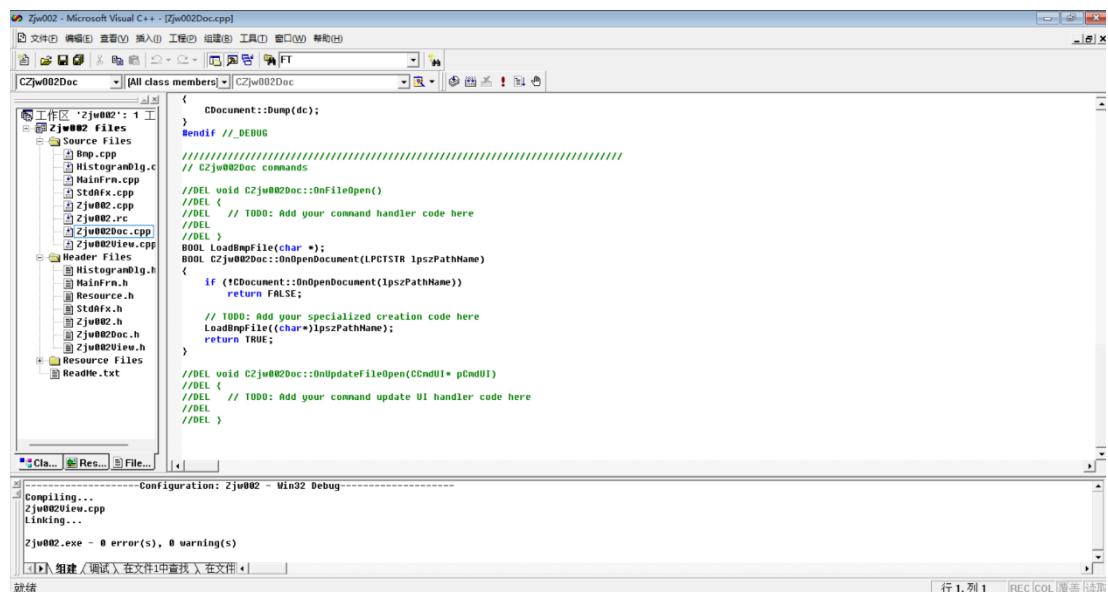 Zjw002 - Microsoft Visual C++ - [Zjw002Doc.cpp]
文件(F) 编辑(E) 查看(V) 插入(I) 工程(P) 组建(B) 工具(T) 窗口(W) 帮助(H)
FT
CZjw002Doc [All class members] CZjw002Doc
工作区 'Zjw002': 1 工
Zjw002 files
Source Files
Bmp.cpp
HistogramDlg.c
MainFrm.cpp
StdAfx.cpp
Zjw002.cpp
Zjw002.rc
Zjw002Doc.cpp
Zjw002View.cpp
Header Files
HistogramDlg.h
MainFrm.h
Resource.h
StdAfx.h
Zjw002.h
Zjw002Doc.h
Zjw002View.h
Resource Files
ReadMe.txt
Cla... Res... File...
{
CDocument::Dump(dc);
}
#endif //_DEBUG
/////////////////////////////////////////////////////////////////////////////
// CZjw002Doc commands
//DEL void CZjw002Doc::OnFileOpen()
//DEL {
//DEL // TODO: Add your command handler code here
//DEL
//DEL }
BOOL LoadBmpFile(char *);
BOOL CZjw002Doc::OnOpenDocument(LPCTSTR lpszPathName)
{
if (!CDocument::OnOpenDocument(lpszPathName))
return FALSE;
// TODO: Add your specialized creation code here
LoadBmpFile((char*)lpszPathName);
return TRUE;
}
//DEL void CZjw002Doc::OnUpdateFileOpen(CCmdUI* pCmdUI)
//DEL {
//DEL // TODO: Add your command update UI handler code here
//DEL
//DEL }
--------------------Configuration: Zjw002 - Win32 Debug--------------------
Compiling...
Zjw002View.cpp
Linking...
Zjw002.exe - 0 error(s), 0 warning(s)
组建 调试 在文件1中查找 在文件
就绪 行 1, 列 1 REC COL 覆盖 读取